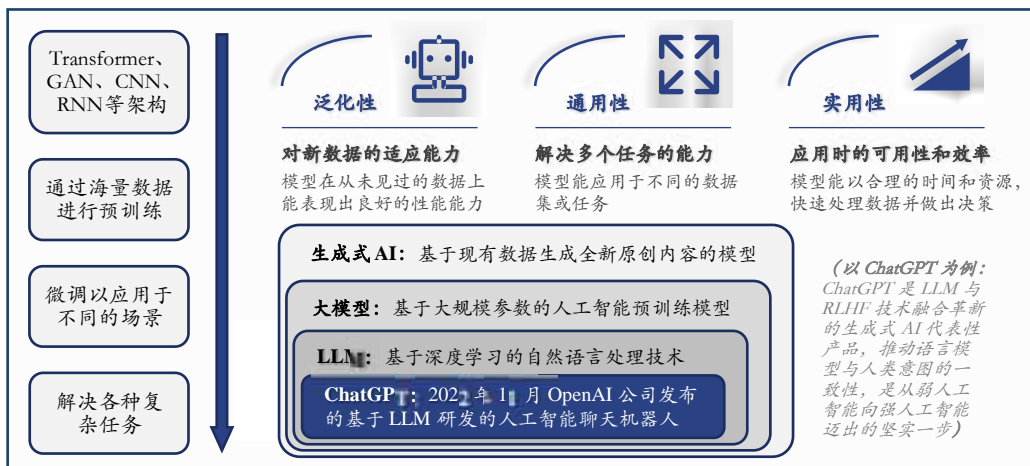 Transformer、
GAN、CNN、
RNN等架构
通过海量数据
进行预训练
微调以应用于
不同的场景
解决各种复
杂任务
泛化性
对新数据的适应能力
模型在从未见过的数据上
能表现出良好的性能能力
通用性
解决多个任务的能力
模型能应用于不同的数据
集或任务
实用性
应用时的可用性和效率
模型能以合理的时间和资源，
快速处理数据并做出决策
生成式 AI：基于现有数据生成全新原创内容的模型
大模型：基于大规模参数的人工智能预训练模型
LLM：基于深度学习的自然语言处理技术
ChatGPT：2022 年 11 月 OpenAI 公司发布
的基于 LLM 研发的人工智能聊天机器人
（以 ChatGPT 为例：
ChatGPT 是 LLM 与
RLHF 技术融合革新
的生成式 AI 代表性
产品，推动语言模
型与人类意图的一
致性，是从弱人工
智能向强人工智能
迈出的坚实一步）